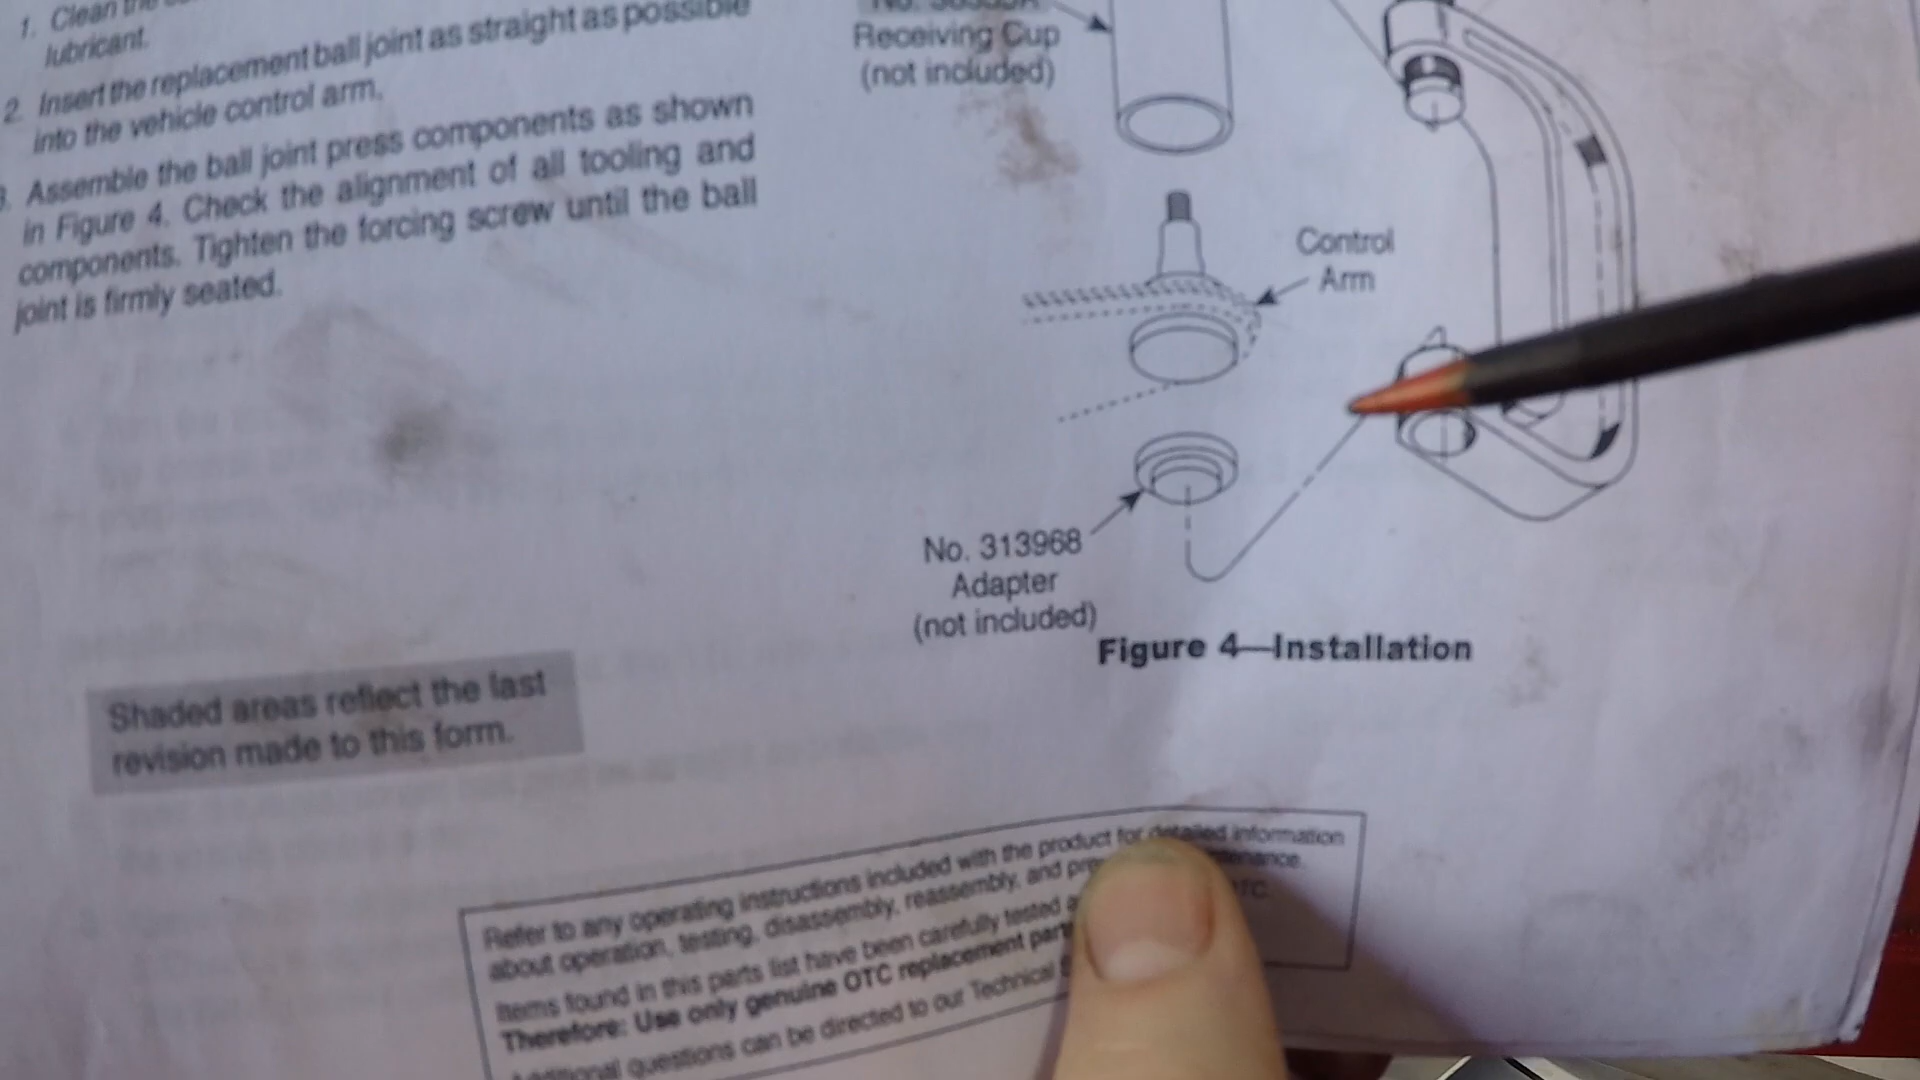 1. Clean the
lubricant.
2. Insert the replacement ball joint as straight as possible
into the vehicle control arm.
3. Assemble the ball joint press components as shown
in Figure 4. Check the alignment of all tooling and
components. Tighten the forcing screw until the ball
joint is firmly seated.
No.
Receiving Cup
(not included)
Control
Arm
No. 313968
Adapter
(not included)
Figure 4—Installation
Shaded areas reflect the last
revision made to this form.
Refer to any operating instructions included with the product for detailed information
about operation, testing, disassembly, reassembly, and
Items found in this parts list have been carefully tested
Therefore: Use only genuine OTC replacement
Additional questions can be directed to our Technical